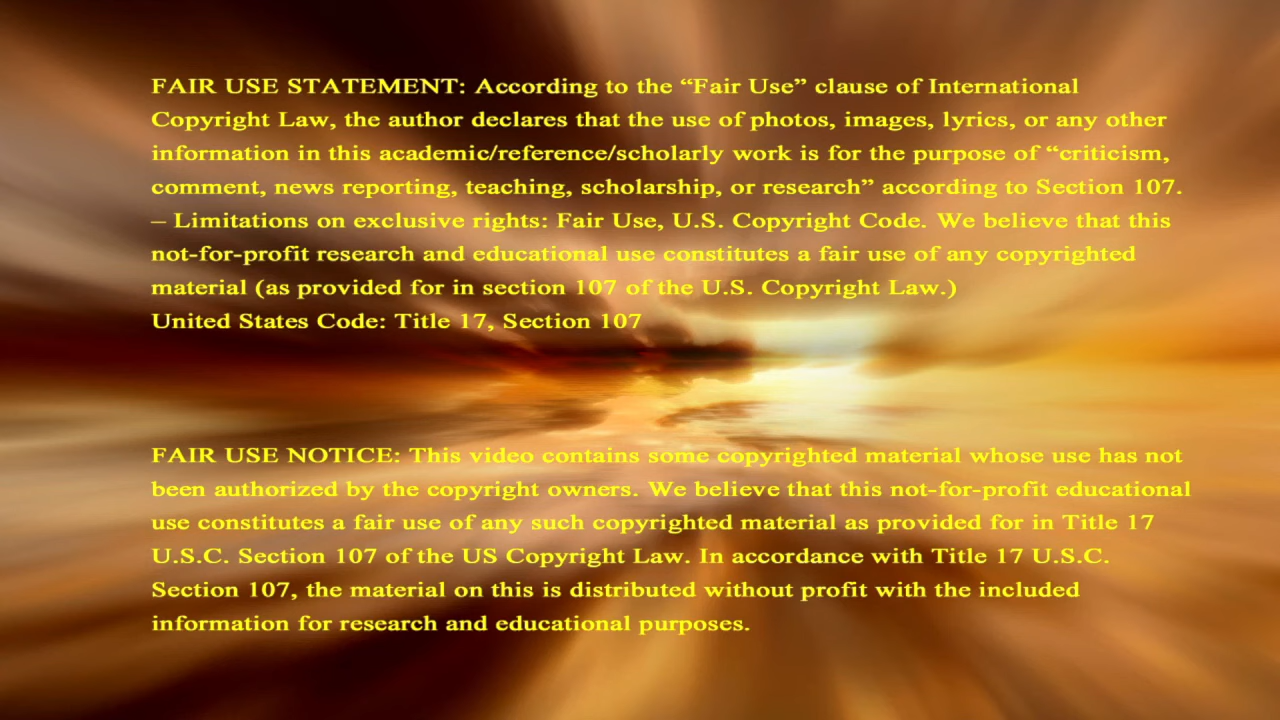 FAIR USE STATEMENT: According to the “Fair Use” clause of International
Copyright Law, the author declares that the use of photos, images, lyrics, or any other
information in this academic/reference/scholarly work is for the purpose of “criticism,
comment, news reporting, teaching, scholarship, or research” according to Section 107.
– Limitations on exclusive rights: Fair Use, U.S. Copyright Code. We believe that this
not-for-profit research and educational use constitutes a fair use of any copyrighted
material (as provided for in section 107 of the U.S. Copyright Law.)
United States Code: Title 17, Section 107
FAIR USE NOTICE: This video contains some copyrighted material whose use has not
been authorized by the copyright owners. We believe that this not-for-profit educational
use constitutes a fair use of any such copyrighted material as provided for in Title 17
U.S.C. Section 107 of the US Copyright Law. In accordance with Title 17 U.S.C.
Section 107, the material on this is distributed without profit with the included
information for research and educational purposes.